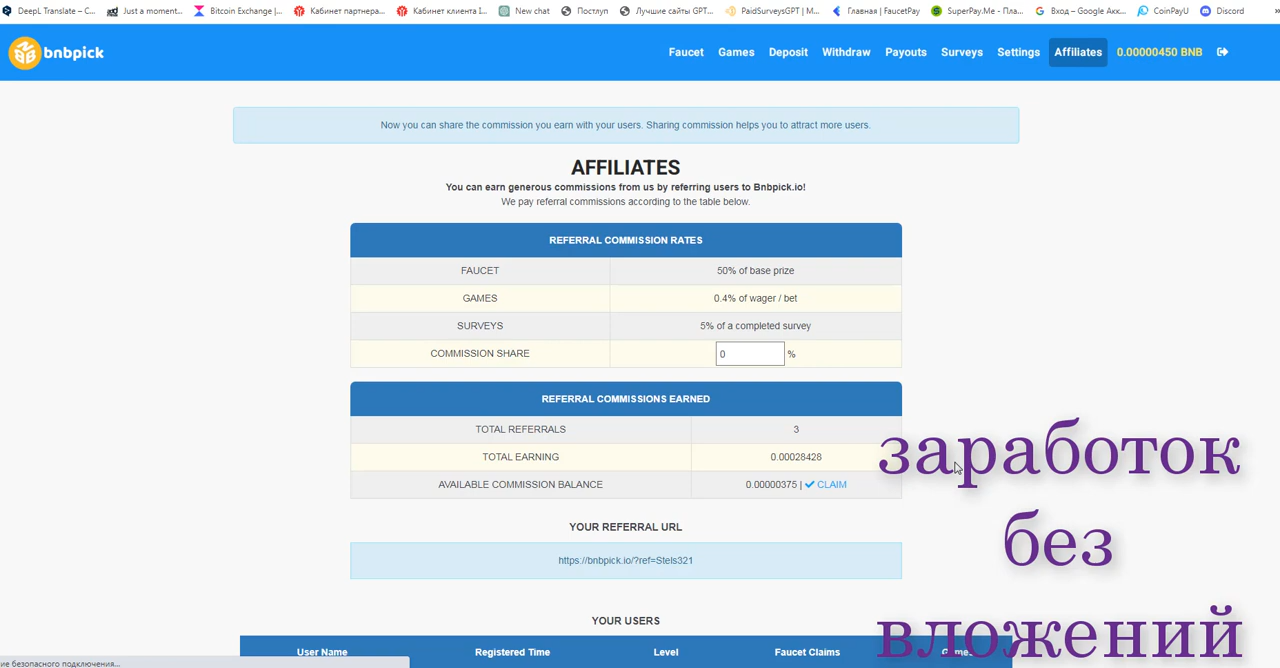 DeepL Translate – С... Just a moment... Bitcoin Exchange |... Кабинет партнера... Кабинет клиента I... New chat Постлуп Лучшие сайты GPT... PaidSurveysGPT | М... Главная | FaucetPay SuperPay.Me - Пла... Вход – Google Акк... CoinPayU Discord »
bnbpick Faucet Games Deposit Withdraw Payouts Surveys Settings Affiliates 0.00000450 BNB
Now you can share the commission you earn with your users. Sharing commission helps you to attract more users.
AFFILIATES
You can earn generous commissions from us by referring users to Bnbpick.io!
We pay referral commissions according to the table below.
REFERRAL COMMISSION RATES
FAUCET 50% of base prize
GAMES 0.4% of wager / bet
SURVEYS 5% of a completed survey
COMMISSION SHARE 0 %
REFERRAL COMMISSIONS EARNED
TOTAL REFERRALS 3
TOTAL EARNING 0.00028428
AVAILABLE COMMISSION BALANCE 0.00000375 | CLAIM
YOUR REFERRAL URL
https://bnbpick.io/?ref=Stels321
YOUR USERS
User Name Registered Time Level Faucet Claims
заработок
без
вложений
ие безопасного подключения...